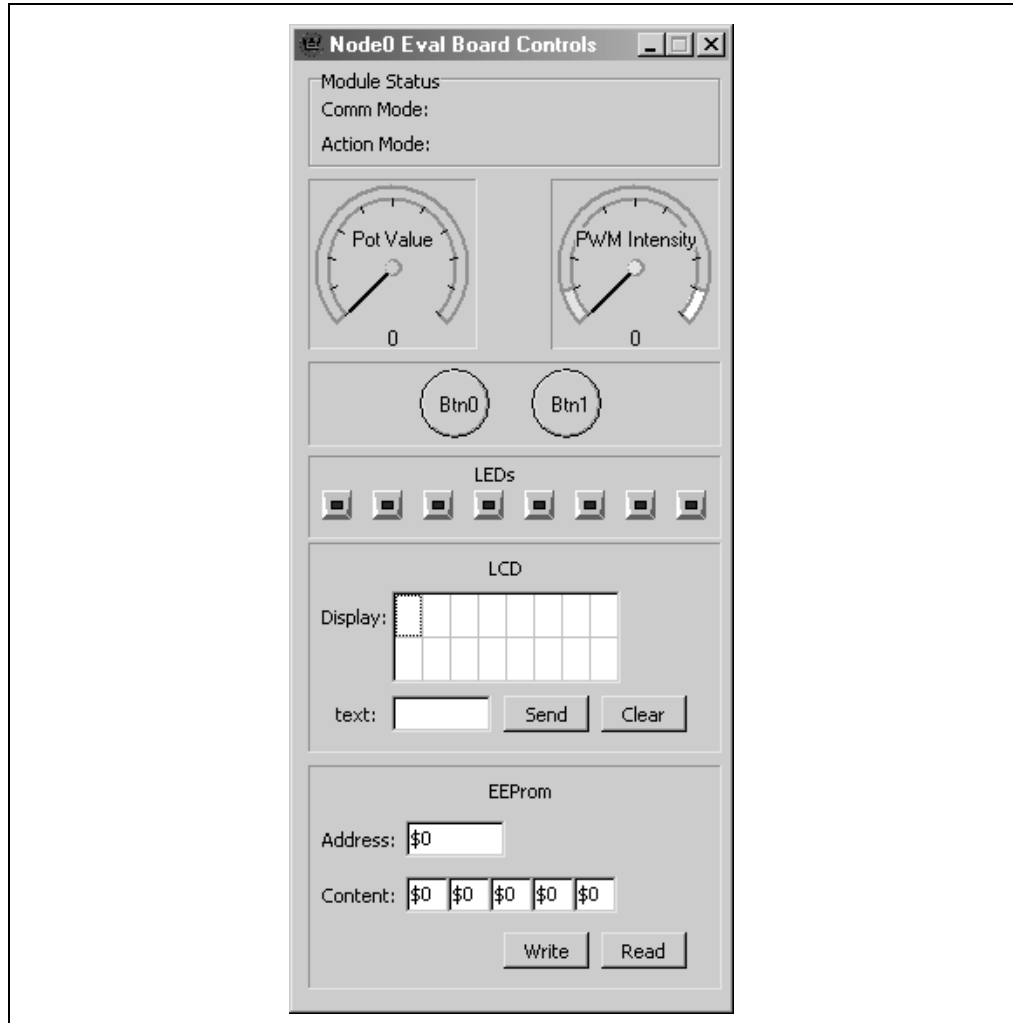 Node0 Eval Board Controls
Module Status
Comm Mode:
Action Mode:
Pot Value
PWM Intensity
0
0
Btn0
Btn1
LEDs
LCD
Display:
text:
Send
Clear
EEProm
Address: $0
Content: $0 $0 $0 $0 $0
Write
Read